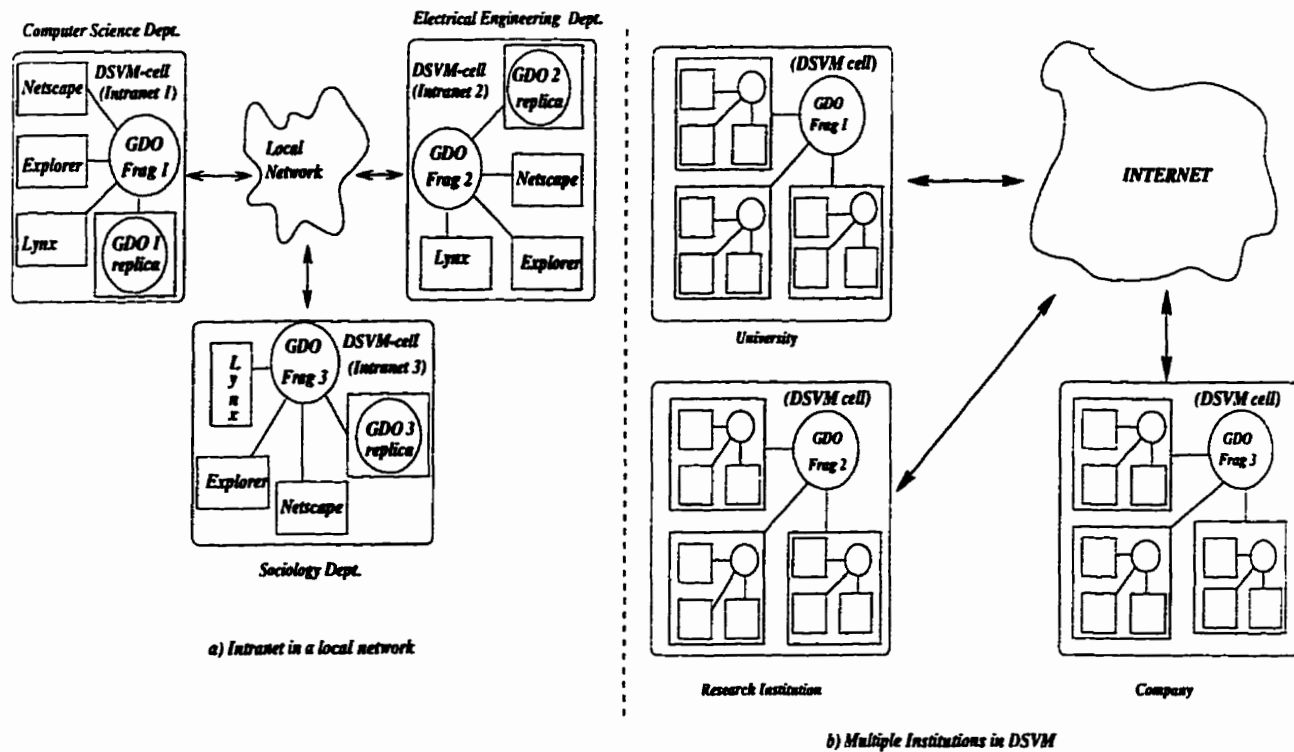 Computer Science Dept.
DSVM-cell
(Intranet 1)
Netscape
Explorer
Lynx
GDO
Frag 1
GDO 1
replica
Local
Network
Electrical Engineering Dept.
DSVM-cell
(Intranet 2)
GDO 2
replica
GDO
Frag 2
Netscape
Lynx
Explorer
GDO
Frag 3
DSVM-cell
(Intranet 3)
L
y
n
x
GDO 3
replica
Explorer
Netscape
Sociology Dept.
a) Intranet in a local network
(DSVM cell)
GDO
Frag 1
University
INTERNET
(DSVM cell)
GDO
Frag 2
Research Institution
(DSVM cell)
GDO
Frag 3
Company
b) Multiple Institutions in DSVM